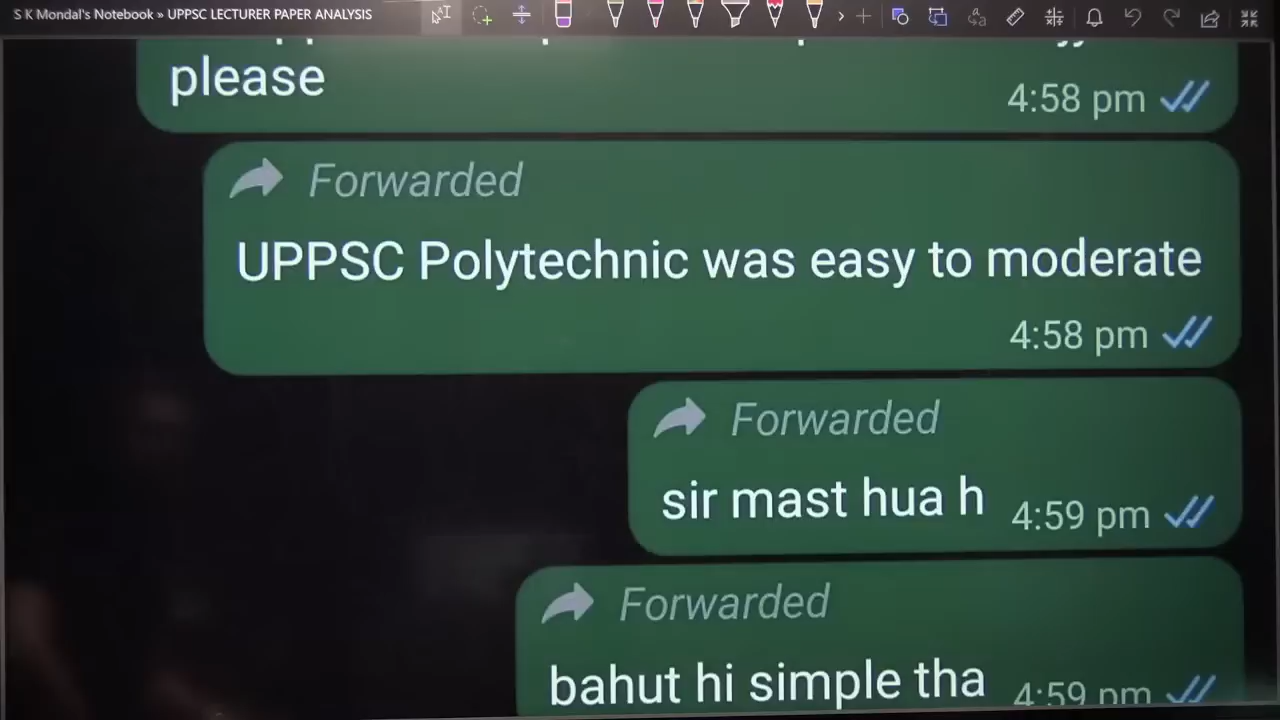 S K Mondal's Notebook » UPPSC LECTURER PAPER ANALYSIS
please
4:58 pm
Forwarded
UPPSC Polytechnic was easy to moderate
4:58 pm
Forwarded
sir mast hua h 4:59 pm
Forwarded
bahut hi simple tha 4:59 pm